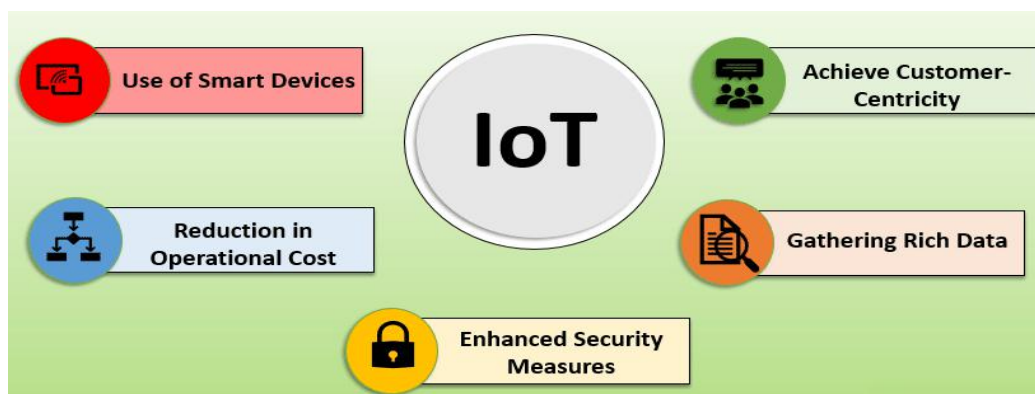 Use of Smart Devices
IoT
Achieve Customer-
Centricity
Reduction in
Operational Cost
Gathering Rich Data
Enhanced Security
Measures